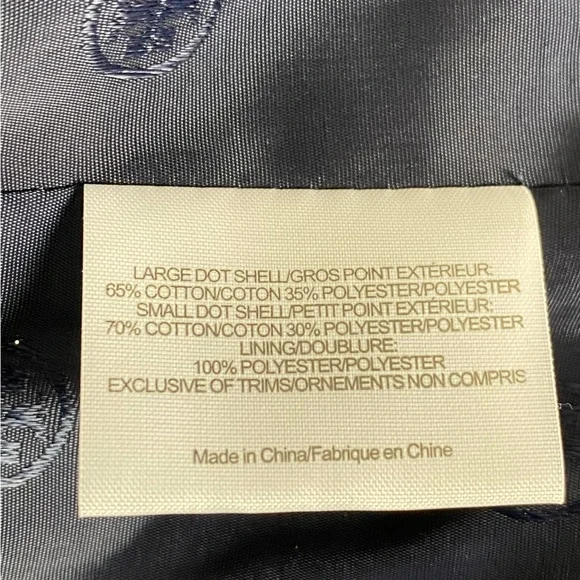 LARGE DOT SHELL/GROS POINT EXTÉRIEUR:
65% COTTON/COTON 35% POLYESTER/POLYESTER
SMALL DOT SHELL/PETIT POINT EXTÉRIEUR:
70% COTTON/COTON 30% POLYESTER/POLYESTER
LINING/DOUBLURE:
100% POLYESTER/POLYESTER
EXCLUSIVE OF TRIMS/ORNEMENTS NON COMPRIS
Made in China/Fabrique en Chine